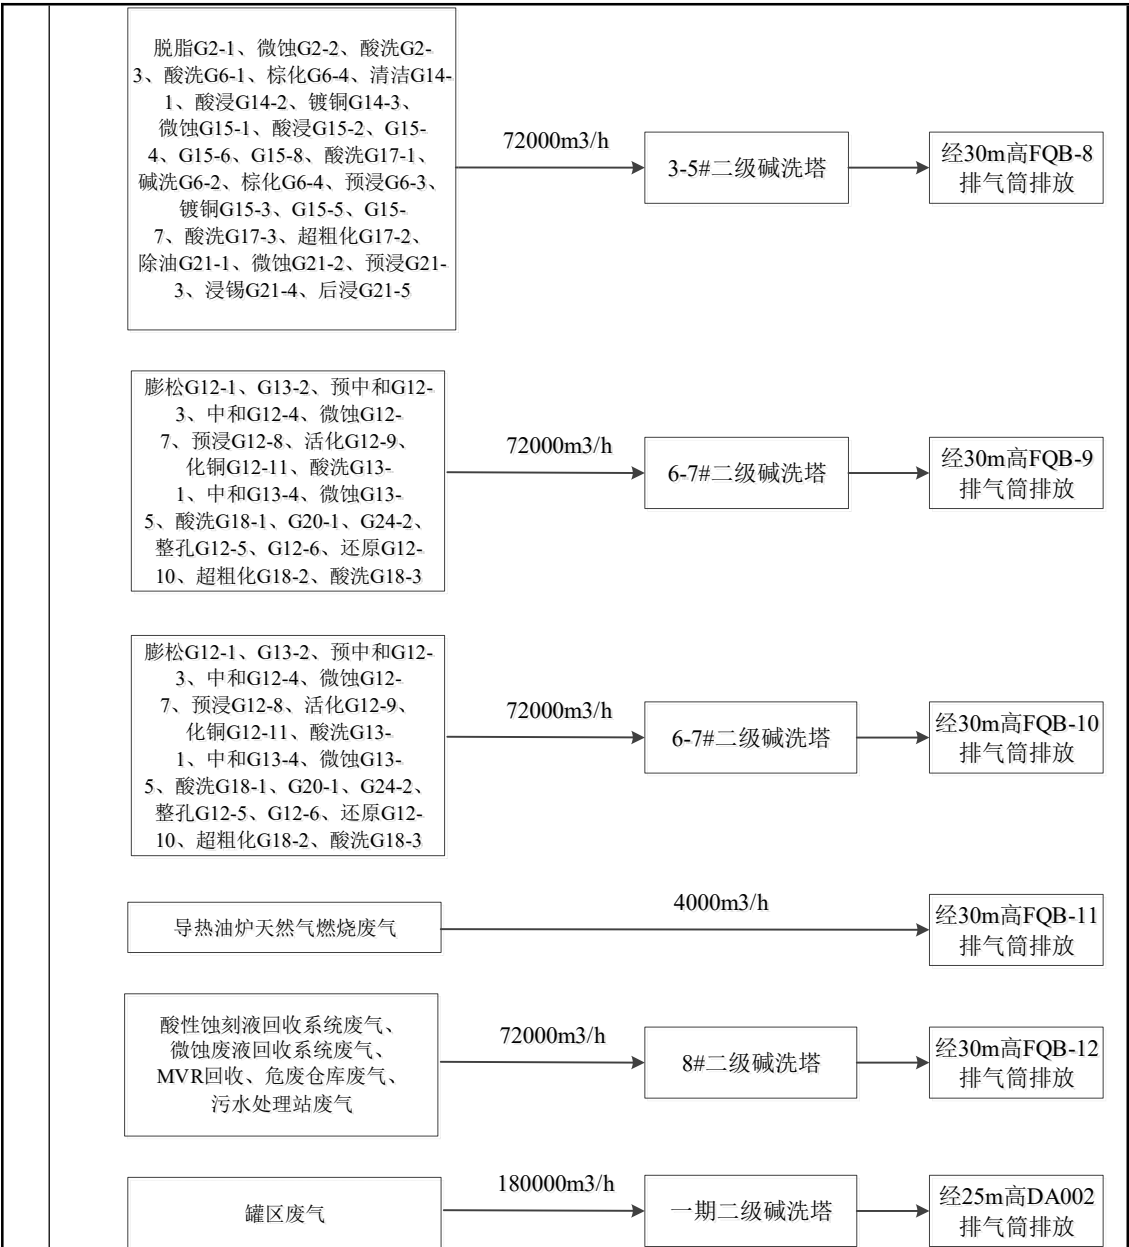 脱脂G2-1、微蚀G2-2、酸洗G2-
3、酸洗G6-1、棕化G6-4、清洁G14-
1、酸浸G14-2、镀铜G14-3、
微蚀G15-1、酸浸G15-2、G15-
4、G15-6、G15-8、酸洗G17-1、
碱洗G6-2、棕化G6-4、预浸G6-3、
镀铜G15-3、G15-5、G15-
7、酸洗G17-3、超粗化G17-2、
除油G21-1、微蚀G21-2、预浸G21-
3、浸锡G21-4、后浸G21-5
72000m3/h
3-5#二级碱洗塔
经30m高FQB-8
排气筒排放
膨松G12-1、G13-2、预中和G12-
3、中和G12-4、微蚀G12-
7、预浸G12-8、活化G12-9、
化铜G12-11、酸洗G13-
1、中和G13-4、微蚀G13-
5、酸洗G18-1、G20-1、G24-2、
整孔G12-5、G12-6、还原G12-
10、超粗化G18-2、酸洗G18-3
72000m3/h
6-7#二级碱洗塔
经30m高FQB-9
排气筒排放
膨松G12-1、G13-2、预中和G12-
3、中和G12-4、微蚀G12-
7、预浸G12-8、活化G12-9、
化铜G12-11、酸洗G13-
1、中和G13-4、微蚀G13-
5、酸洗G18-1、G20-1、G24-2、
整孔G12-5、G12-6、还原G12-
10、超粗化G18-2、酸洗G18-3
72000m3/h
6-7#二级碱洗塔
经30m高FQB-10
排气筒排放
导热油炉天然气燃烧废气
4000m3/h
经30m高FQB-11
排气筒排放
酸性蚀刻液回收系统废气、
微蚀废液回收系统废气、
MVR回收、危废仓库废气、
污水处理站废气
72000m3/h
8#二级碱洗塔
经30m高FQB-12
排气筒排放
罐区废气
180000m3/h
一期二级碱洗塔
经25m高DA002
排气筒排放